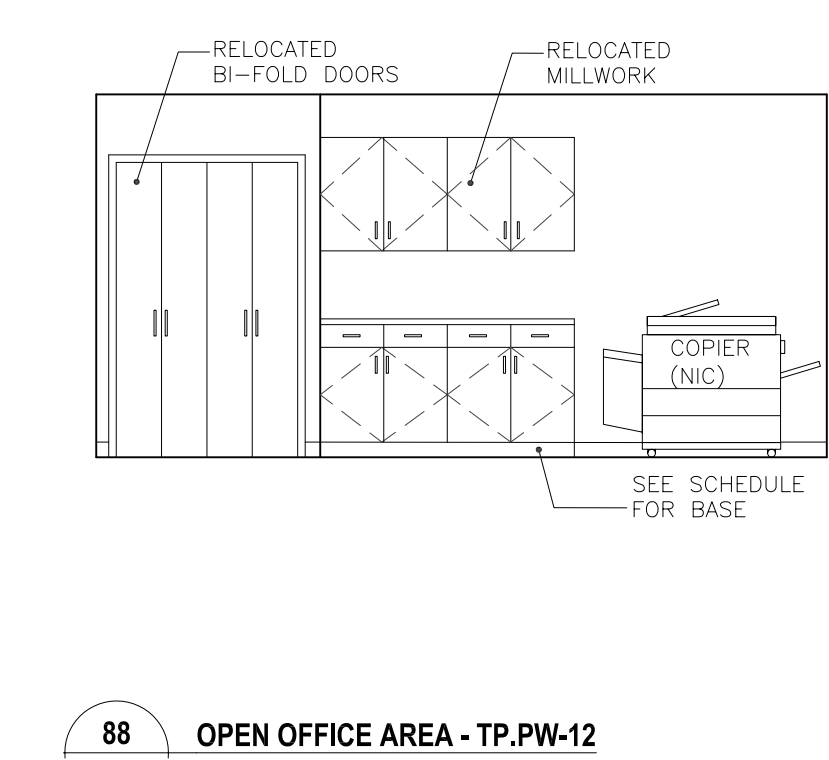 RELOCATED
BI-FOLD DOORS
RELOCATED
MILLWORK
COPIER
(NIC)
SEE SCHEDULE
FOR BASE
88
OPEN OFFICE AREA - TP.PW-12